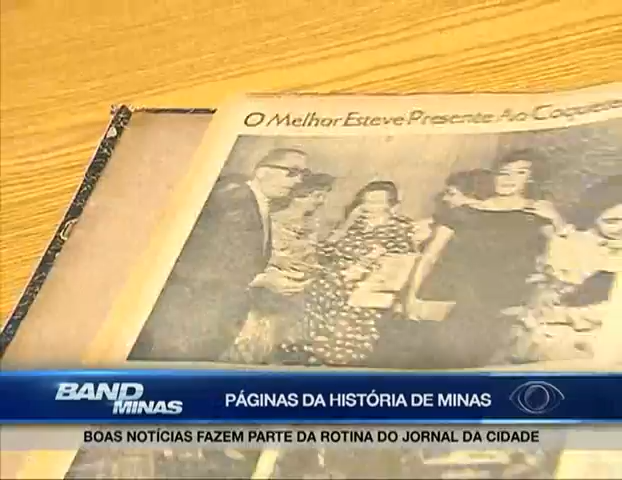 O Melhor Esteve Presente Ao
BAND
MINAS
PÁGINAS DA HISTÓRIA DE MINAS
BOAS NOTÍCIAS FAZEM PARTE DA ROTINA DO JORNAL DA CIDADE